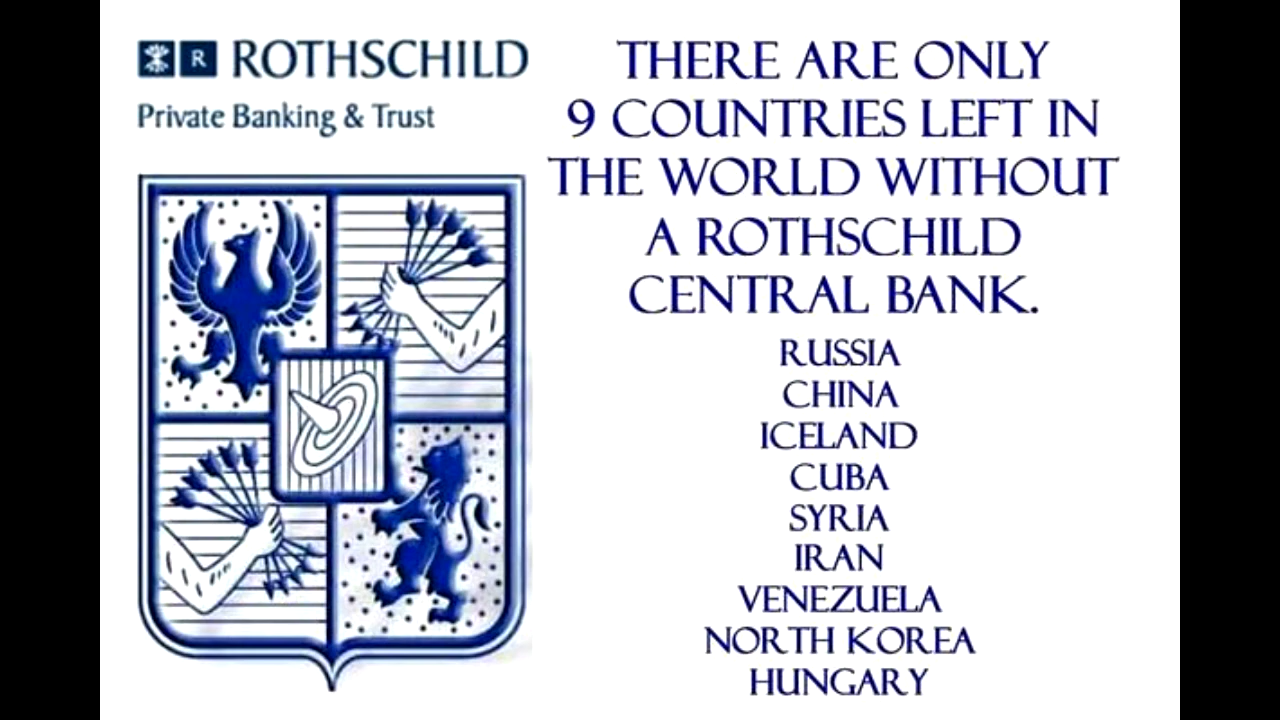 R ROTHSCHILD
Private Banking & Trust
THERE ARE ONLY
9 COUNTRIES LEFT IN
THE WORLD WITHOUT
A ROTHSCHILD
CENTRAL BANK.
RUSSIA
CHINA
ICELAND
CUBA
SYRIA
IRAN
VENEZUELA
NORTH KOREA
HUNGARY